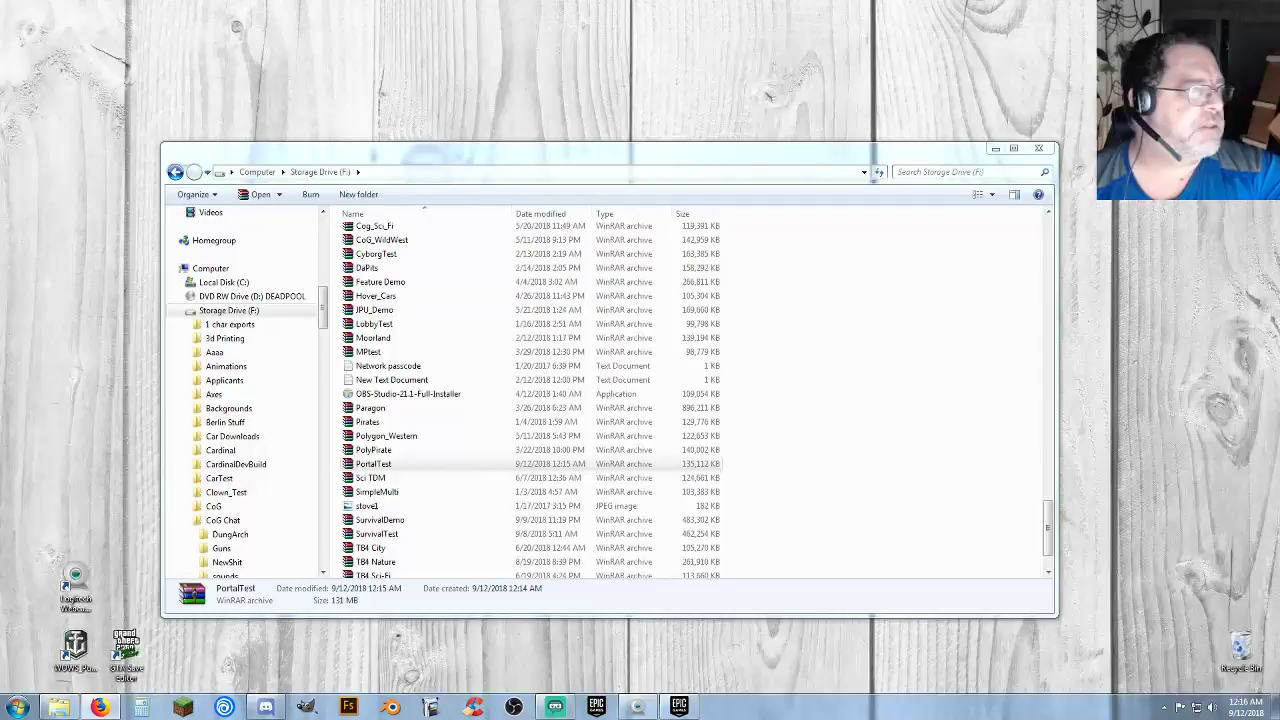 Computer Storage Drive (F:) Search Storage Drive (F:)
Organize Open Burn New folder
Videos
Homegroup
Computer
Local Disk (C:)
DVD RW Drive (D:) DEADPOOL
Storage Drive (F:)
1 char exports
3d Printing
Aaaa
Animations
Applicants
Axes
Backgrounds
Berlin Stuff
Car Downloads
Cardinal
CardinalDevBuild
CarTest
Clown_Test
CoG
CoG Chat
DungArch
Guns
NewShit
sounds
Name Date modified Type Size
Cog_Sci_Fi 5/20/2018 11:49 AM WinRAR archive 119,391 KB
CoG_WildWest 5/11/2018 9:13 PM WinRAR archive 142,959 KB
CyborgTest 2/13/2018 2:19 AM WinRAR archive 163,385 KB
DaPits 2/14/2018 2:05 PM WinRAR archive 158,292 KB
Feature Demo 4/4/2018 3:02 AM WinRAR archive 266,811 KB
Hover_Cars 4/26/2018 11:43 PM WinRAR archive 105,304 KB
JPU_Demo 5/21/2018 1:24 AM WinRAR archive 169,660 KB
LobbyTest 1/16/2018 2:51 AM WinRAR archive 99,798 KB
Moorland 2/12/2018 1:17 PM WinRAR archive 139,194 KB
MPtest 3/29/2018 12:30 PM WinRAR archive 96,779 KB
Network passcode 1/20/2017 6:39 PM Text Document 1 KB
New Text Document 2/12/2018 12:00 PM Text Document 1 KB
OBS-Studio-21.1-Full-Installer 4/12/2018 1:40 AM Application 109,054 KB
Paragon 3/26/2018 6:23 AM WinRAR archive 896,211 KB
Pirates 1/4/2018 1:59 AM WinRAR archive 129,776 KB
Polygon_Western 5/11/2018 5:43 PM WinRAR archive 122,653 KB
PolyPirate 3/22/2018 10:00 PM WinRAR archive 140,002 KB
PortalTest 9/12/2018 12:15 AM WinRAR archive 135,112 KB
Sci TDM 6/7/2018 12:36 AM WinRAR archive 124,661 KB
SimpleMulti 1/3/2018 4:57 AM WinRAR archive 103,383 KB
stove1 1/17/2017 3:15 PM JPEG image 182 KB
SurvivalDemo 9/9/2018 11:19 PM WinRAR archive 483,302 KB
SurvivalTest 9/8/2018 5:11 AM WinRAR archive 462,254 KB
TB4 City 6/20/2018 12:44 AM WinRAR archive 105,270 KB
TB4 Nature 8/19/2018 8:39 PM WinRAR archive 261,910 KB
TB4 Sci-Fi 6/19/2018 4:24 PM WinRAR archive 113,660 KB
PortalTest Date modified: 9/12/2018 12:15 AM Date created: 9/12/2018 12:14 AM
WinRAR archive Size: 131 MB
Logitech
Webca...
WOWS_Pu...
grand
theft
auto
GTA Save
editor
Recycle Bin
Fs
EPIC
GAMES
EPIC
GAMES
12:16 AM
9/12/2018